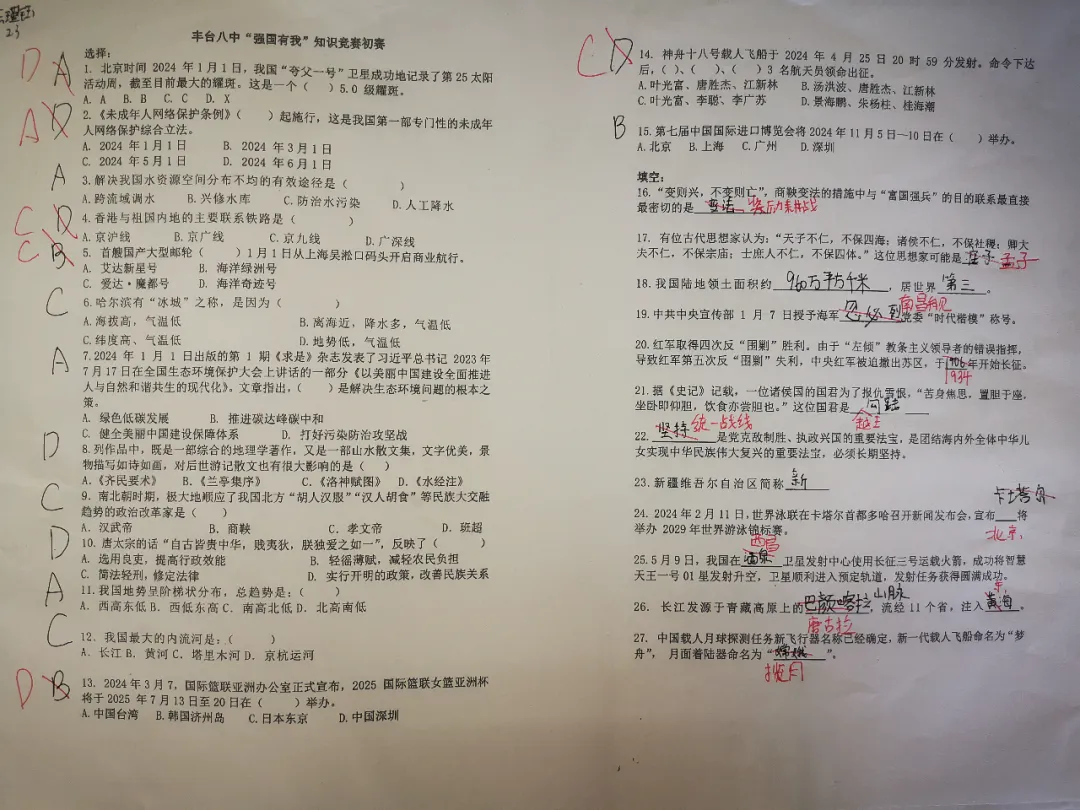 23
丰台八中“强国有我”知识竞赛初赛
选择:
D A
1. 北京时间 2024 年1月1日,我国“夸父一号”卫星成功地记录了第 25 太阳
活动周,截至目前最大的耀斑。这是一个( )5.0 级耀斑。
A. A B. B C. C D. X
A D
2.《未成年人网络保护条例》( )起施行,这是我国第一部专门性的未成年
人网络保护综合立法。
A. 2024 年1月1日 B. 2024 年3月1日
C. 2024 年5月1日 D. 2024 年6月1日
A
3.解决我国水资源空间分布不均的有效途径是( )
A.跨流域调水 B.兴修水库 C.防治水污染 D.人工降水
C D
4.香港与祖国内地的主要联系铁路是( )
A.京沪线 B.京广线 C.京九线 D.广深线
C B
5. 首艘国产大型邮轮( )1月1日从上海吴淞口码头开启商业航行。
A. 艾达新星号 B. 海洋绿洲号
C. 爱达·魔都号 D. 海洋奇迹号
C
6.哈尔滨有“冰城”之称,是因为( )
A.海拔高,气温低 B.离海近,降水多,气温低
C.纬度高、气温低 D.地势低,气温低
A
7.2024 年 1 月 1 日出版的第 1 期《求是》杂志发表了习近平总书记 2023年
7月17日在全国生态环境保护大会上讲话的一部分《以美丽中国建设全面推进
人与自然和谐共生的现代化》。文章指出,( )是解决生态环境问题的根本之
策。
A. 绿色低碳发展 B. 推进碳达峰碳中和
C. 健全美丽中国建设保障体系 D. 打好污染防治攻坚战
D
8.列作品中,既是一部综合的地理学著作,又是一部山水散文集,文字优美,景
物描写如诗如画,对后世游记散文也有很大影响的是( )
A.《齐民要术》 B.《兰亭集序》 C.《洛神赋图》 D.《水经注》
C
9. 南北朝时期,极大地顺应了我国北方“胡人汉服”“汉人胡食”等民族大交融
趋势的政治改革家是( )
A. 汉武帝 B. 商鞅 C. 孝文帝 D. 班超
D
10. 唐太宗的话“自古皆贵中华,贱夷狄,朕独爱之如一”,反映了( )
A. 选用良吏,提高行政效能 B. 轻徭薄赋,减轻农民负担
C. 简法轻刑,修定法律 D. 实行开明的政策,改善民族关系
A
11.我国地势呈阶梯状分布,总趋势是:( )
A. 西高东低 B. 西低东高 C. 南高北低 D. 北高南低
C
12. 我国最大的内流河是:( )
A. 长江 B. 黄河 C. 塔里木河 D. 京杭运河
D B
13. 2024年3月7,国际篮联亚洲办公室正式宣布,2025 国际篮联女篮亚洲杯
将于 2025 年7月13日至20日在( )举办。
A.中国台湾 B.韩国济州岛 C.日本东京 D.中国深圳
C D
14. 神舟十八号载人飞船于 2024 年 4 月 25 日 20 时 59 分发射。命令下达
后,( )、( )、( )3 名航天员领命出征。
A.叶光富、唐胜杰、江新林 B.汤洪波、唐胜杰、江新林
C.叶光富、李聪、李广苏 D.景海鹏、朱杨柱、桂海潮
B
15.第七届中国国际进口博览会将2024年11月5日—10日在( )举办。
A.北京 B.上海 C.广州 D.深圳
填空:
16.“变则兴,不变则亡”,商鞅变法的措施中与“富国强兵”的目的联系最直接
最密切的是 变法 奖励耕战
17. 有位古代思想家认为:“天子不仁,不保四海;诸侯不仁,不保社稷;卿大
夫不仁,不保宗庙;士庶人不仁,不保四体。”这位思想家可能是 孟子
18.我国陆地领土面积约 960万平方千米 ,居世界 第三 。
19.中共中央宣传部 1 月 7 日授予海军 党委“时代楷模”称号。
20.红军取得四次反“围剿”胜利。由于“左倾”教条主义领导者的错误指挥,
导致红军第五次反“围剿”失利,中央红军被迫撤出苏区,于1906年开始长征。
1934
21. 据《史记》记载,一位诸侯国的国君为了报仇雪恨,“苦身焦思,置胆于座,
坐卧即仰胆,饮食亦尝胆也。”这位国君是 勾践
越王
22. 坚持 统一战线 是党克敌制胜、执政兴国的重要法宝,是团结海内外全体中华儿
女实现中华民族伟大复兴的重要法宝,必须长期坚持。
23.新疆维吾尔自治区简称 新
卡塔尔
24. 2024 年 2 月 11 日,世界泳联在卡塔尔首都多哈召开新闻发布会,宣布 将
举办 2029 年世界游泳锦标赛。
北京
西昌
25.5月9日,我国在 酒泉 卫星发射中心使用长征三号运载火箭,成功将智慧
天王一号 01星发射升空,卫星顺利进入预定轨道,发射任务获得圆满成功。
26. 长江发源于青藏高原上的 巴颜喀拉山脉 ,流经11个省,注入 黄海 。
东
唐古拉
27. 中国载人月球探测任务新飞行器名称已经确定,新一代载人飞船命名为“梦
舟”, 月面着陆器命名为“ 嫦娥 ”。
揽月